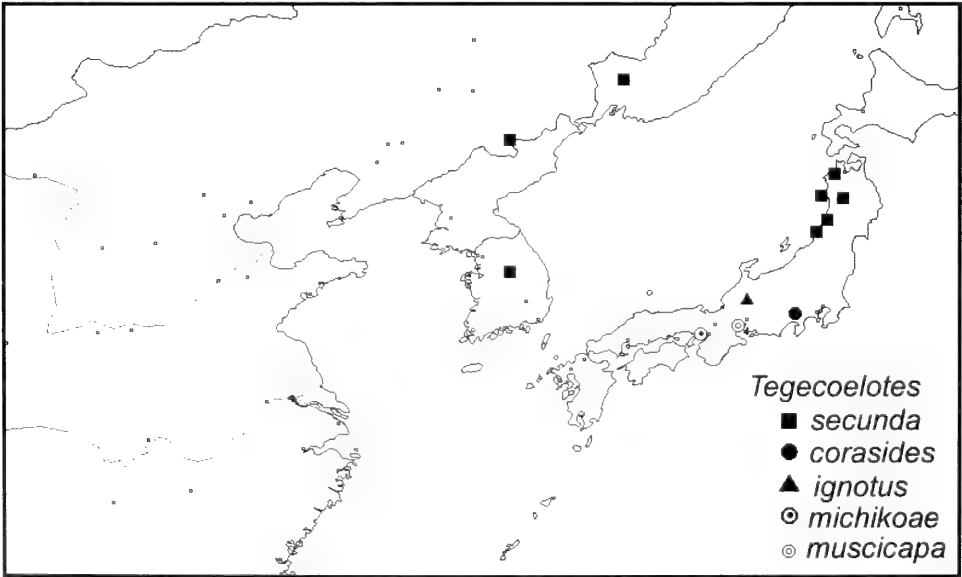 Tegecoelotes
secunda
corasides
ignotus
michikoae
muscicapa